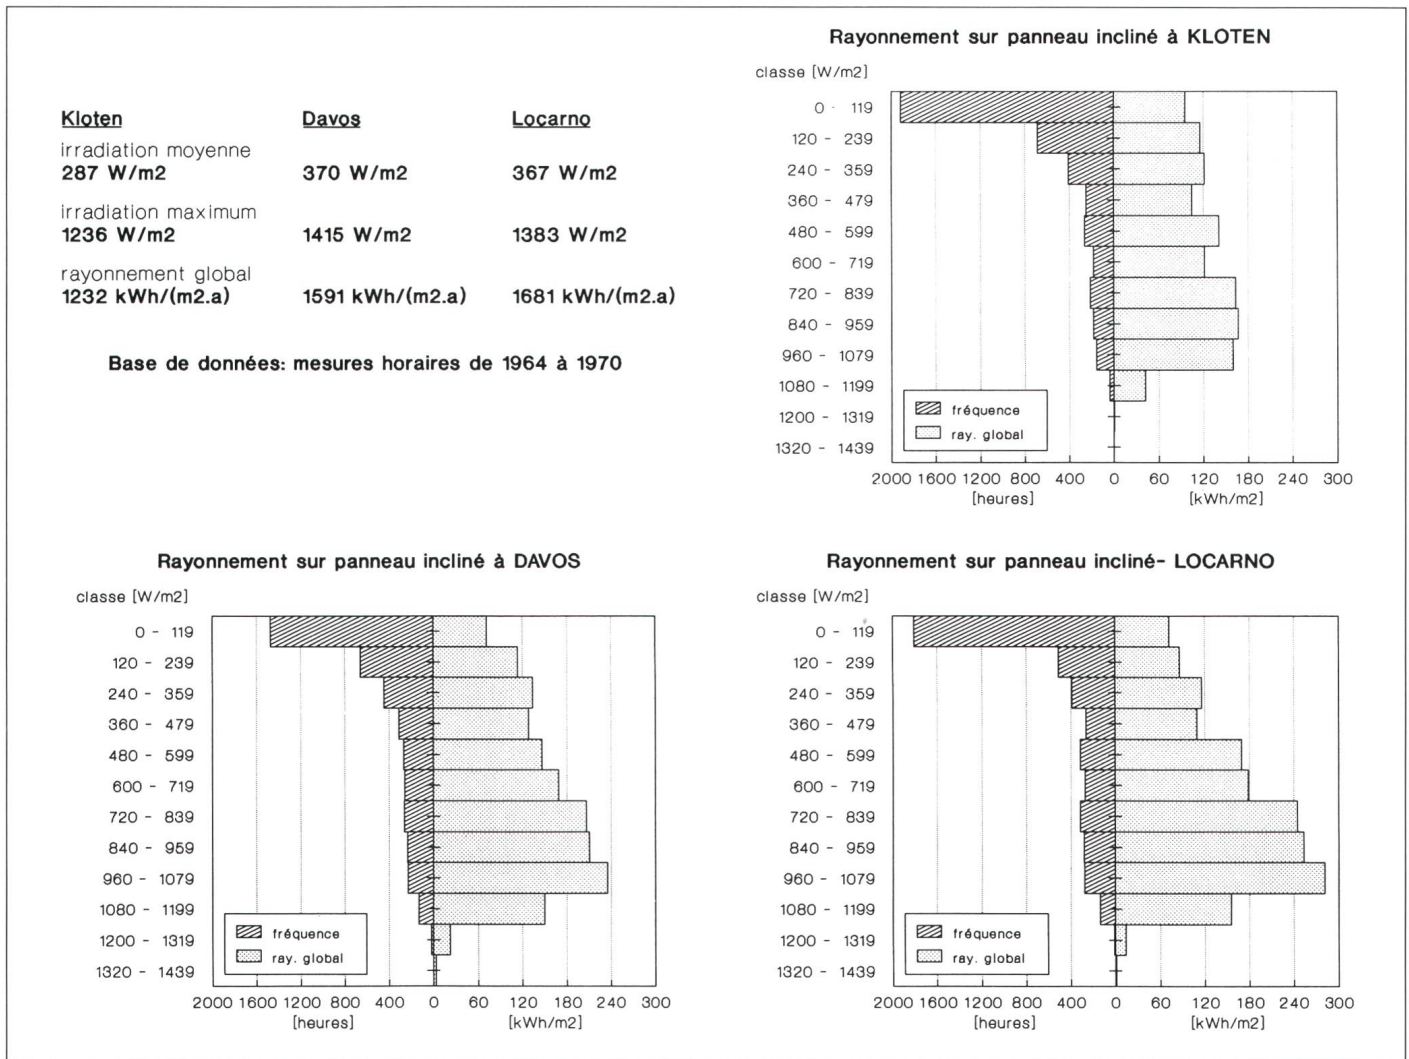 Kloten Davos Locarno
irradiation moyenne
287 W/m2 370 W/m2 367 W/m2
irradiation maximum
1236 W/m2 1415 W/m2 1383 W/m2
rayonnement global
1232 kWh/(m2.a) 1591 kWh/(m2.a) 1681 kWh/(m2.a)
Base de données: mesures horaires de 1964 à 1970
Rayonnement sur panneau incliné à KLOTEN
classe [W/m2]
0 - 119
120 - 239
240 - 359
360 - 479
480 - 599
600 - 719
720 - 839
840 - 959
960 - 1079
1080 - 1199
1200 - 1319
1320 - 1439
fréquence
ray. global
2000 1600 1200 800 400 0 60 120 180 240 300
[heures] [kWh/m2]
Rayonnement sur panneau incliné à DAVOS
classe [W/m2]
0 - 119
120 - 239
240 - 359
360 - 479
480 - 599
600 - 719
720 - 839
840 - 959
960 - 1079
1080 - 1199
1200 - 1319
1320 - 1439
fréquence
ray. global
2000 1600 1200 800 400 0 60 120 180 240 300
[heures] [kWh/m2]
Rayonnement sur panneau incliné- LOCARNO
classe [W/m2]
0 - 119
120 - 239
240 - 359
360 - 479
480 - 599
600 - 719
720 - 839
840 - 959
960 - 1079
1080 - 1199
1200 - 1319
1320 - 1439
fréquence
ray. global
2000 1600 1200 800 400 0 60 120 180 240 300
[heures] [kWh/m2]